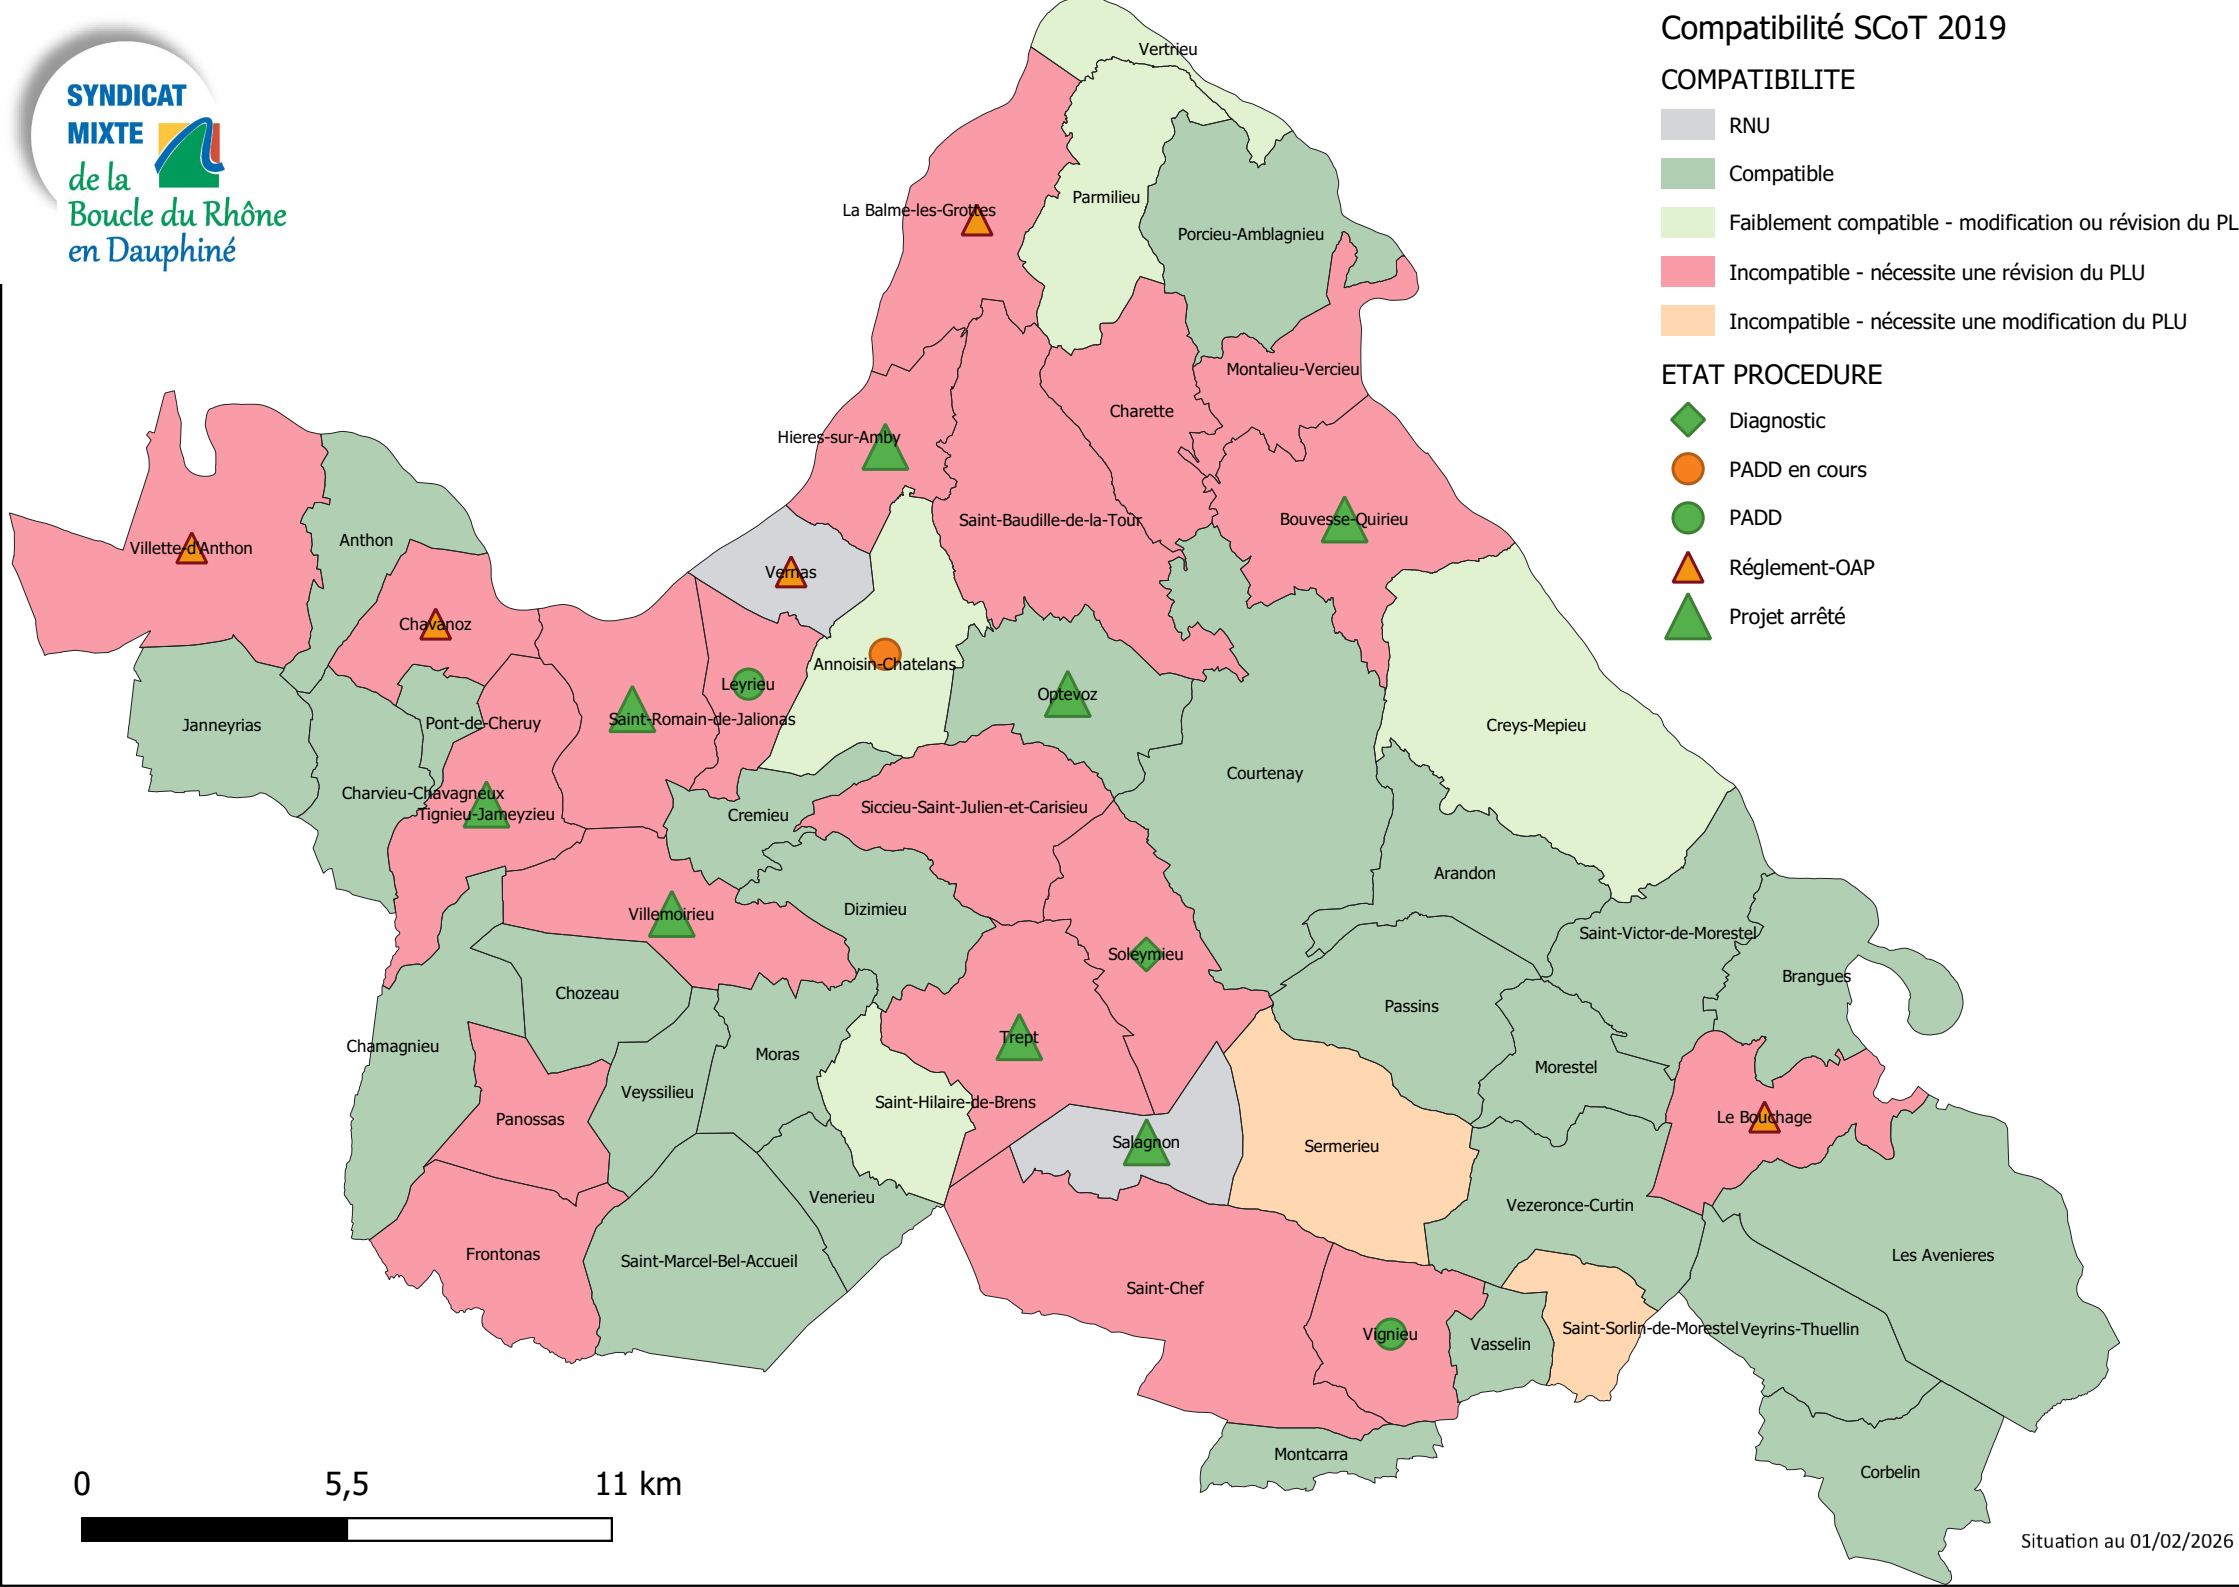 SYNDICAT
MIXTE
de la
Boucle du Rhône
en Dauphiné
Compatibilité SCoT 2019
COMPATIBILITE
RNU
Compatible
Faiblement compatible - modification ou révision du PL
Incompatible - nécessite une révision du PLU
Incompatible - nécessite une modification du PLU
ETAT PROCEDURE
Diagnostic
PADD en cours
PADD
Réglement-OAP
Projet arrêté
Vertrieu
Parmilieu
La Balme-les-Grottes
Porcieu-Amblagnieu
Montalieu-Vercieu
Charette
Hieres-sur-Amby
Saint-Baudille-de-la-Tour
Bouvesse-Quirieu
Villette-d'Anthon
Anthon
Vernas
Chavanoz
Annoisin-Chatelans
Leyrieu
Optevoz
Saint-Romain-de-Jalionas
Janneyrias
Pont-de-Cheruy
Creys-Mepieu
Courtenay
Charvieu-Chavagneux
Tignieu-Jameyzieu
Cremieu
Siccieu-Saint-Julien-et-Carisieu
Arandon
Villemoirieu
Dizimieu
Saint-Victor-de-Morestel
Soleymieu
Brangues
Chozeau
Passins
Trept
Chamagnieu
Moras
Morestel
Veyssilieu
Saint-Hilaire-de-Brens
Panossas
Le Bouchage
Salagnon
Sermerieu
Venerieu
Vezeronce-Curtin
Frontonas
Saint-Marcel-Bel-Accueil
Les Avenieres
Saint-Chef
Vignieu
Vasselin
Saint-Sorlin-de-Morestel
Veyrins-Thuellin
Montcarra
Corbelin
0 5,5 11 km
Situation au 01/02/2026